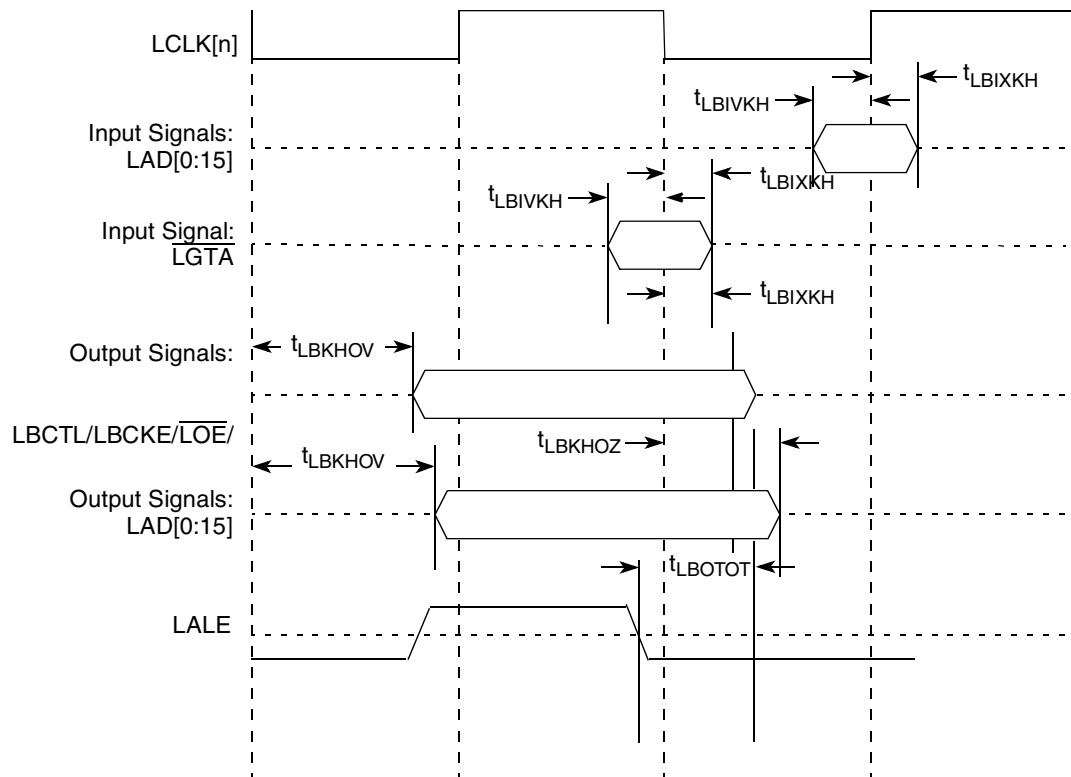 LCLK[n]
tLBIXKH
tLBIVKH
Input Signals:
LAD[0:15]
tLBIXKH
tLBIVKH
Input Signal:
LGTA
tLBIXKH
Output Signals:
tLBKHOV
LBCTL/LBCKE/LOE/
tLBKHOZ
tLBKHOV
Output Signals:
LAD[0:15]
tLBOTOT
LALE